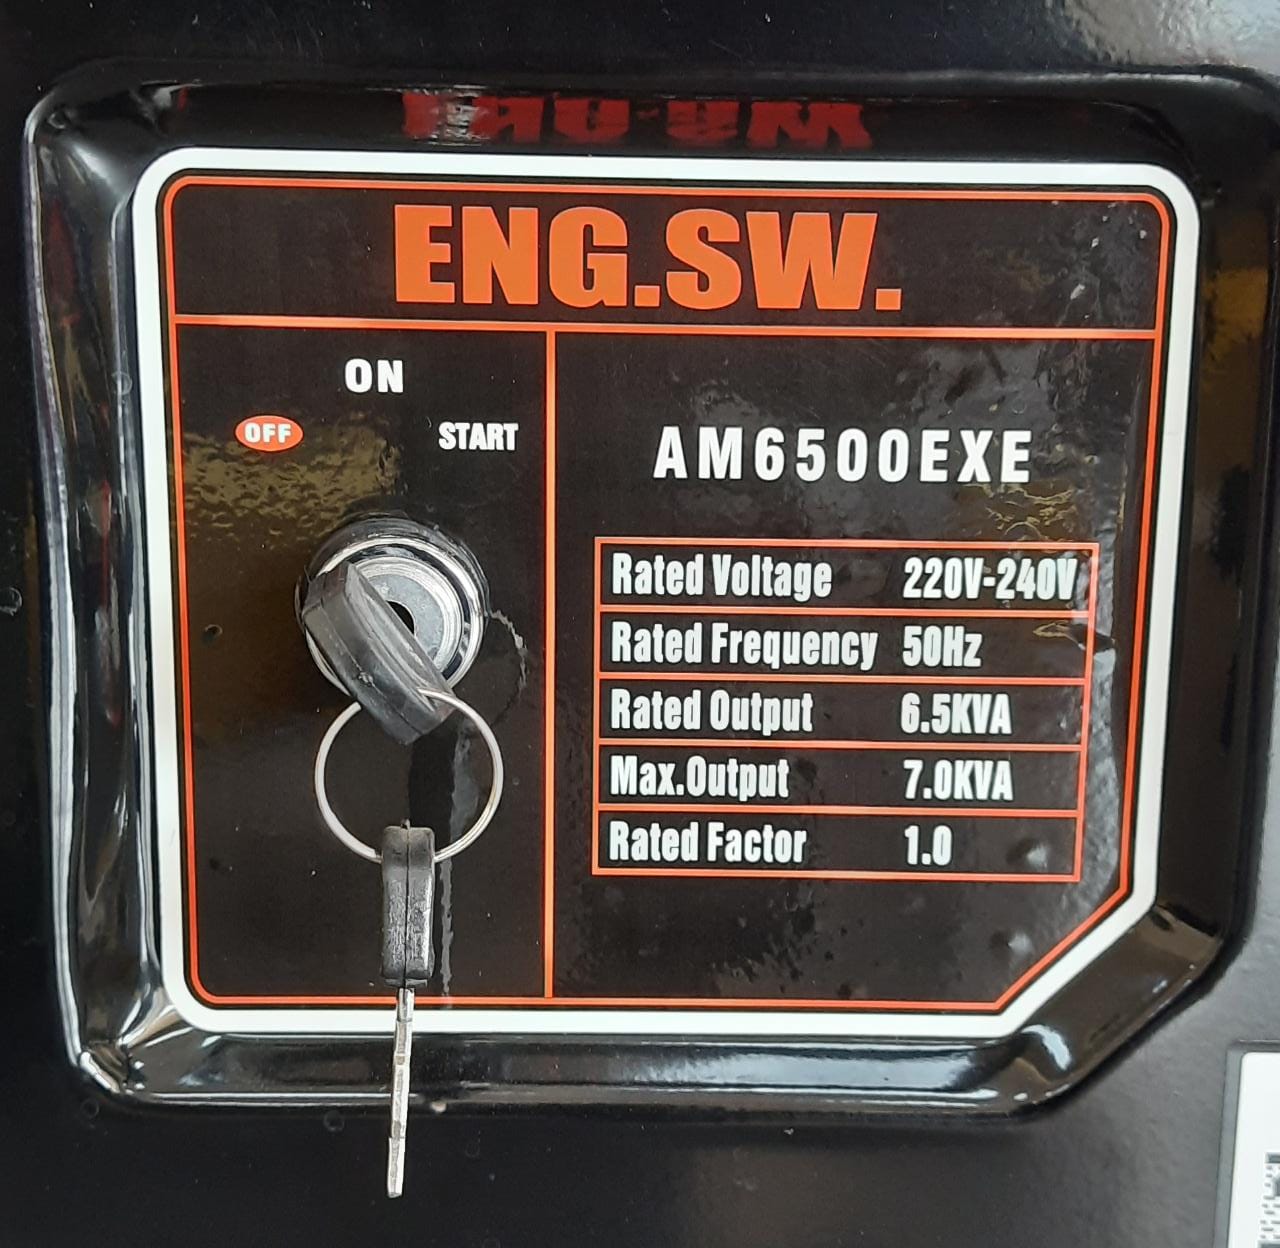 ENG.SW.
ON
OFF
START
AM6500EXE
Rated Voltage 220V-240V
Rated Frequency 50Hz
Rated Output 6.5KVA
Max.Output 7.0KVA
Rated Factor 1.0